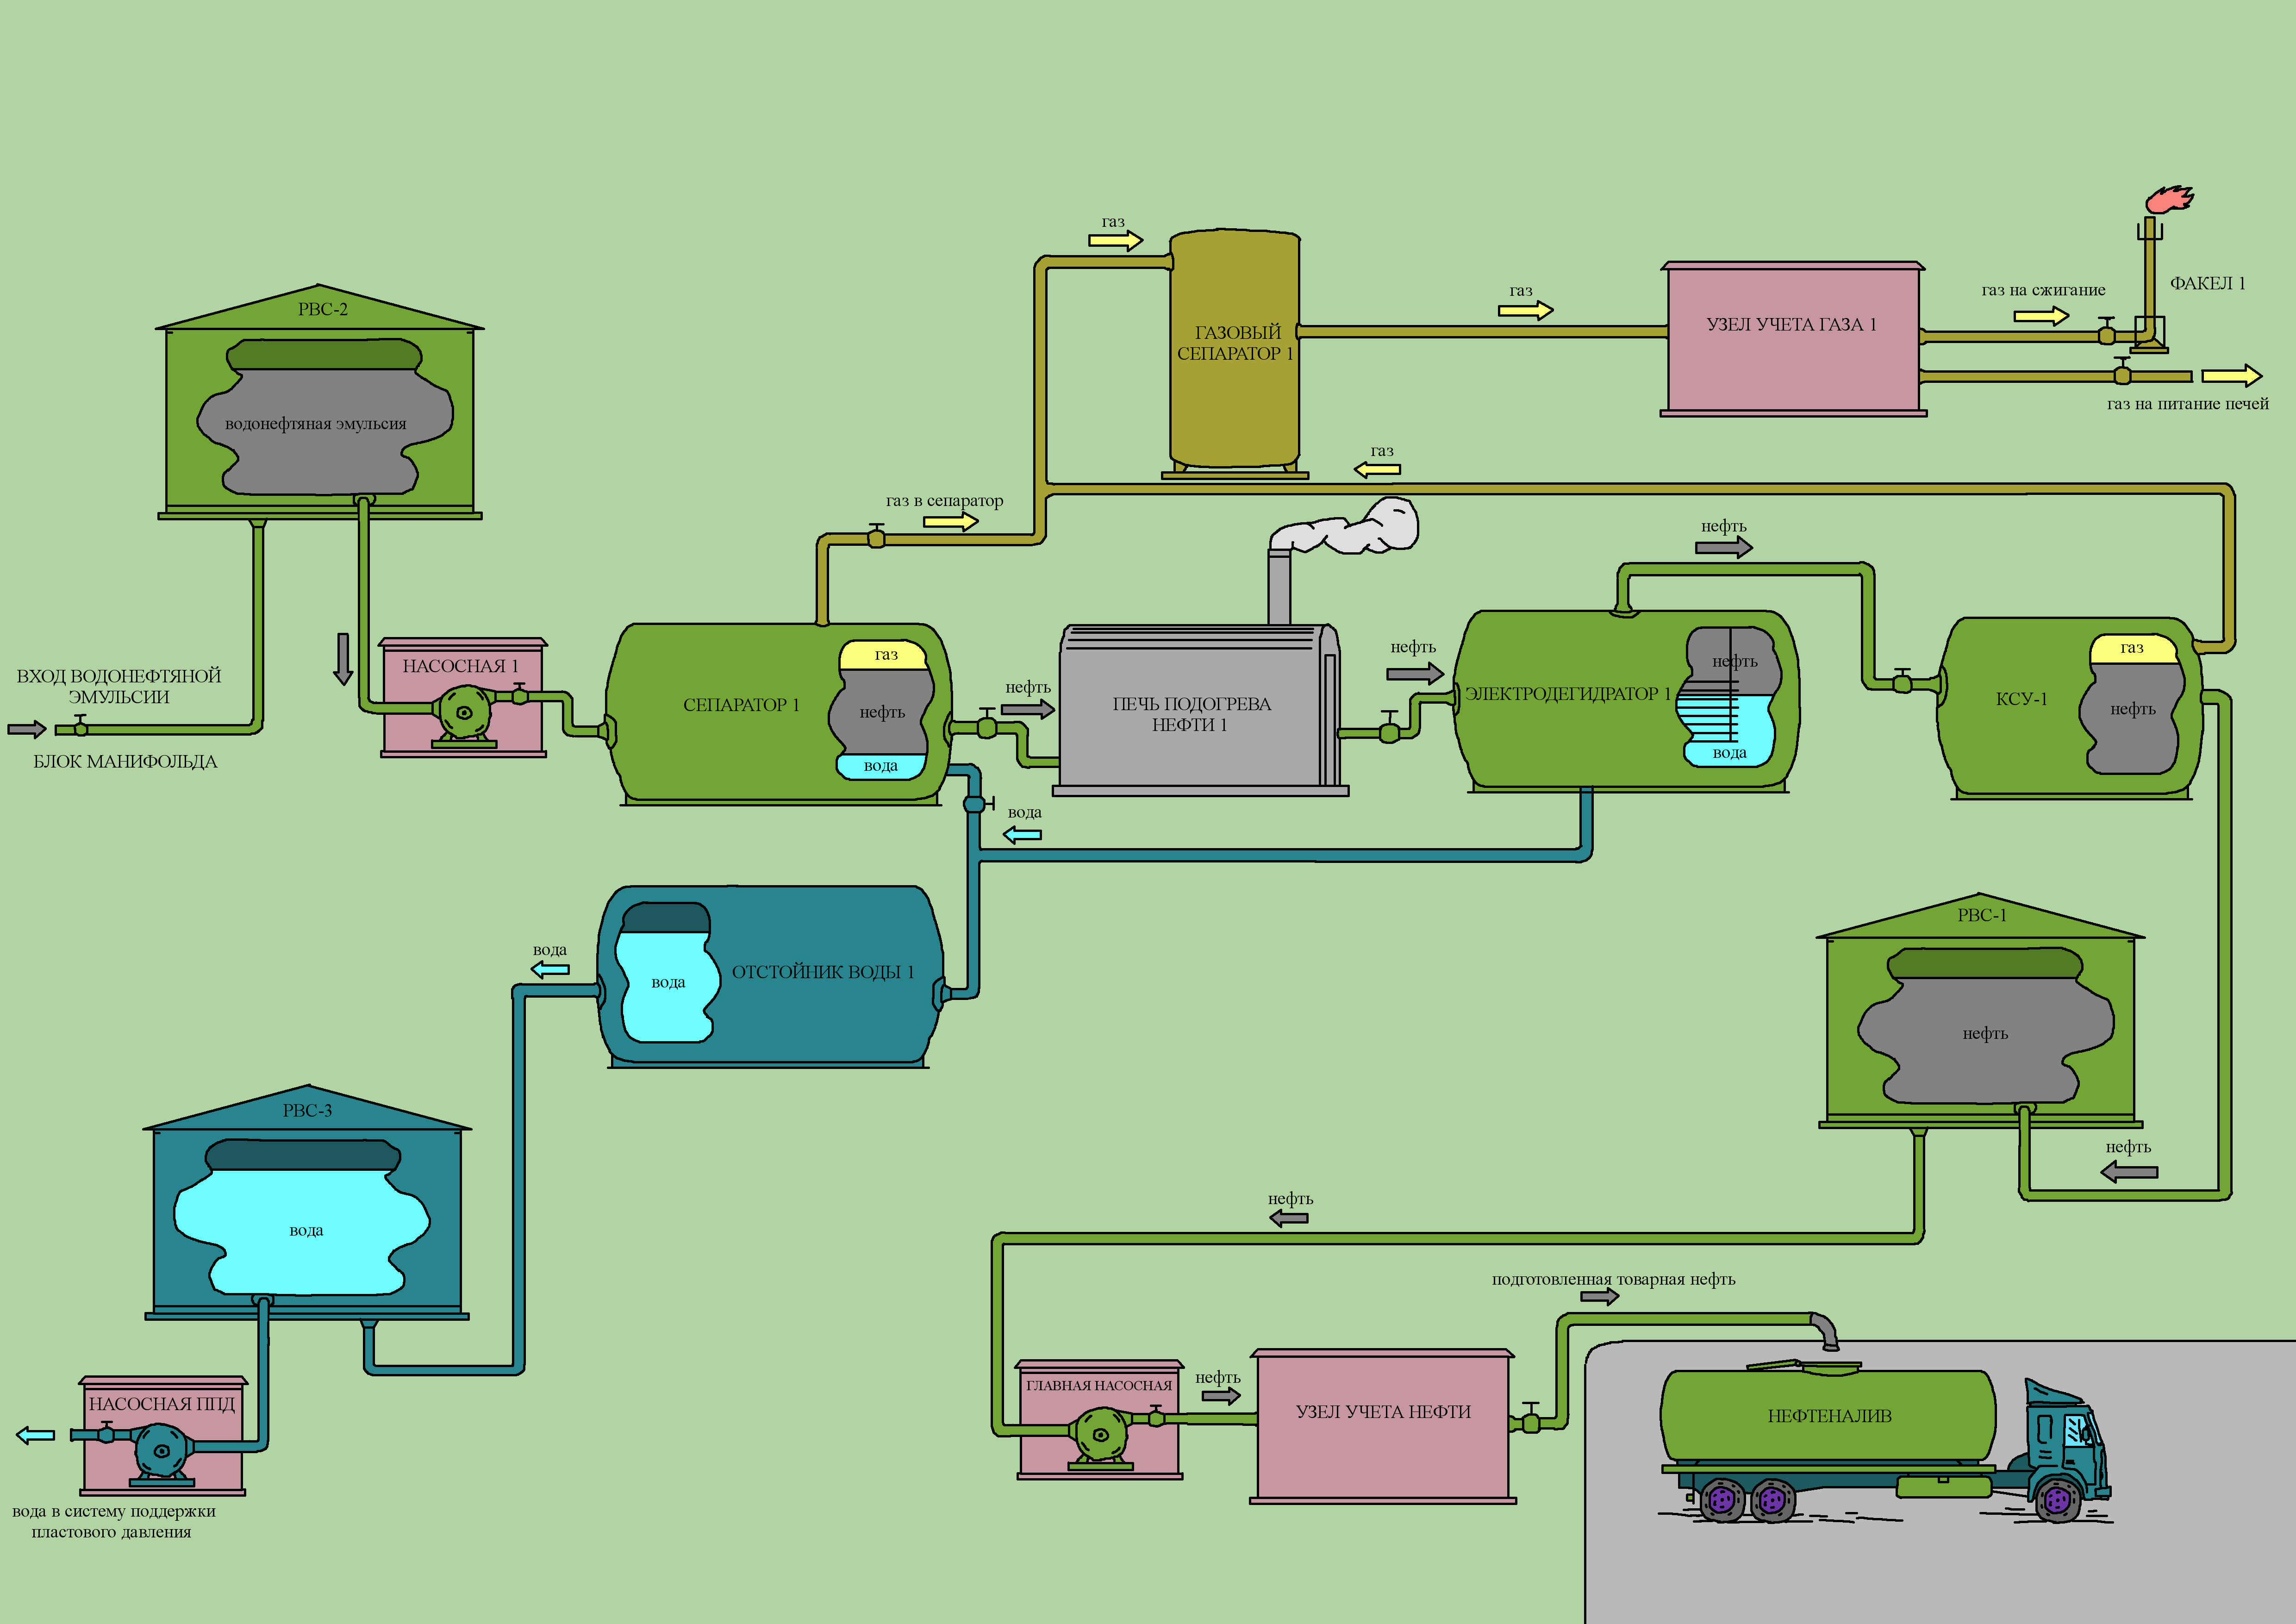 газ
РВС-2
ГАЗОВЫЙ
СЕПАРАТОР 1
газ
УЗЕЛ УЧЕТА ГАЗА 1
газ на сжигание
ФАКЕЛ 1
газ на питание печей
водонефтяная эмульсия
газ
газ в сепаратор
нефть
ВХОД ВОДОНЕФТЯНОЙ
ЭМУЛЬСИИ
БЛОК МАНИФОЛЬДА
НАСОСНАЯ 1
СЕПАРАТОР 1
газ
нефть
вода
нефть
ПЕЧЬ ПОДОГРЕВА
НЕФТИ 1
нефть
ЭЛЕКТРОДЕГИДРАТОР 1
нефть
вода
КСУ-1
газ
нефть
вода
вода
вода
ОТСТОЙНИК ВОДЫ 1
РВС-1
нефть
нефть
РВС-3
вода
нефть
подготовленная товарная нефть
НАСОСНАЯ ППД
вода в систему поддержки
пластового давления
ГЛАВНАЯ НАСОСНАЯ
нефть
УЗЕЛ УЧЕТА НЕФТИ
НЕФТЕНАЛИВ